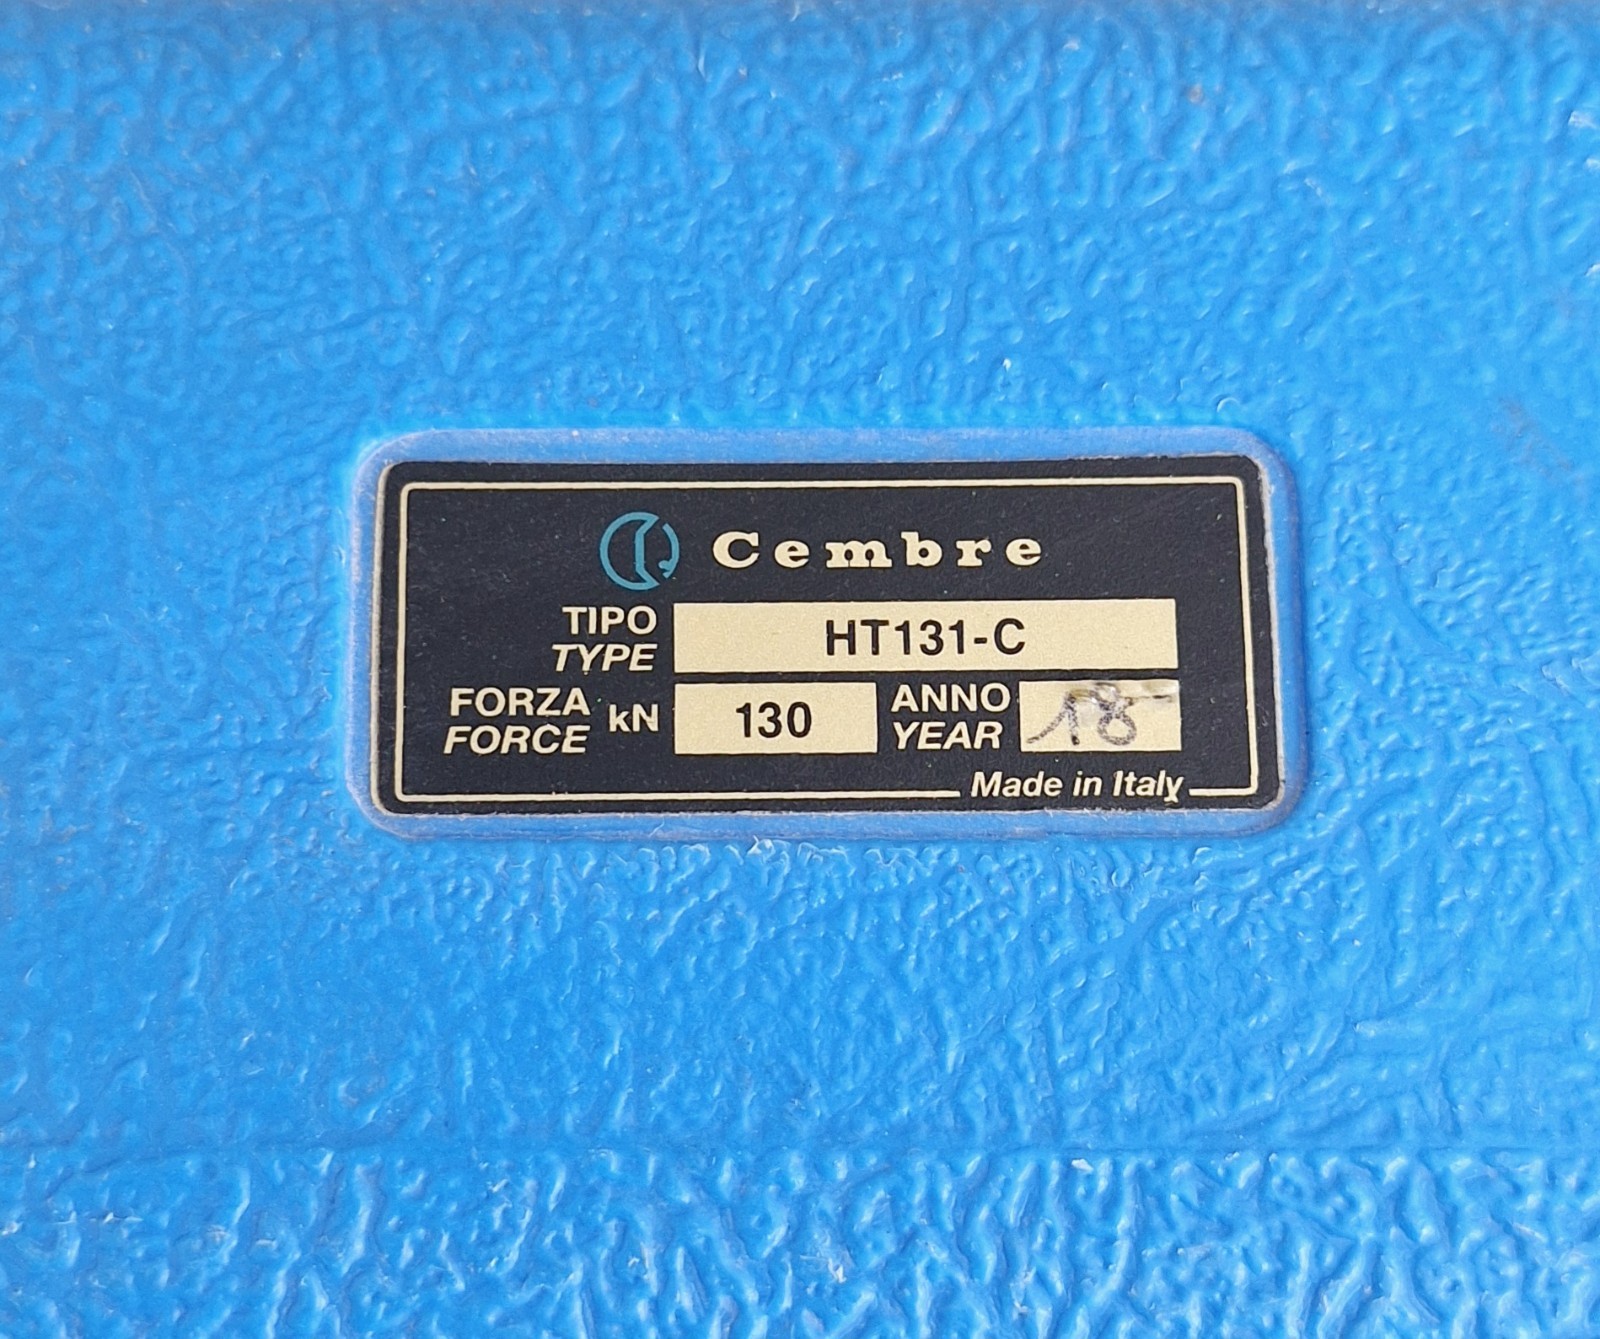 Cembre
TIPO
TYPE HT131-C
FORZA
FORCE kN 130 ANNO
YEAR 18
Made in Italy